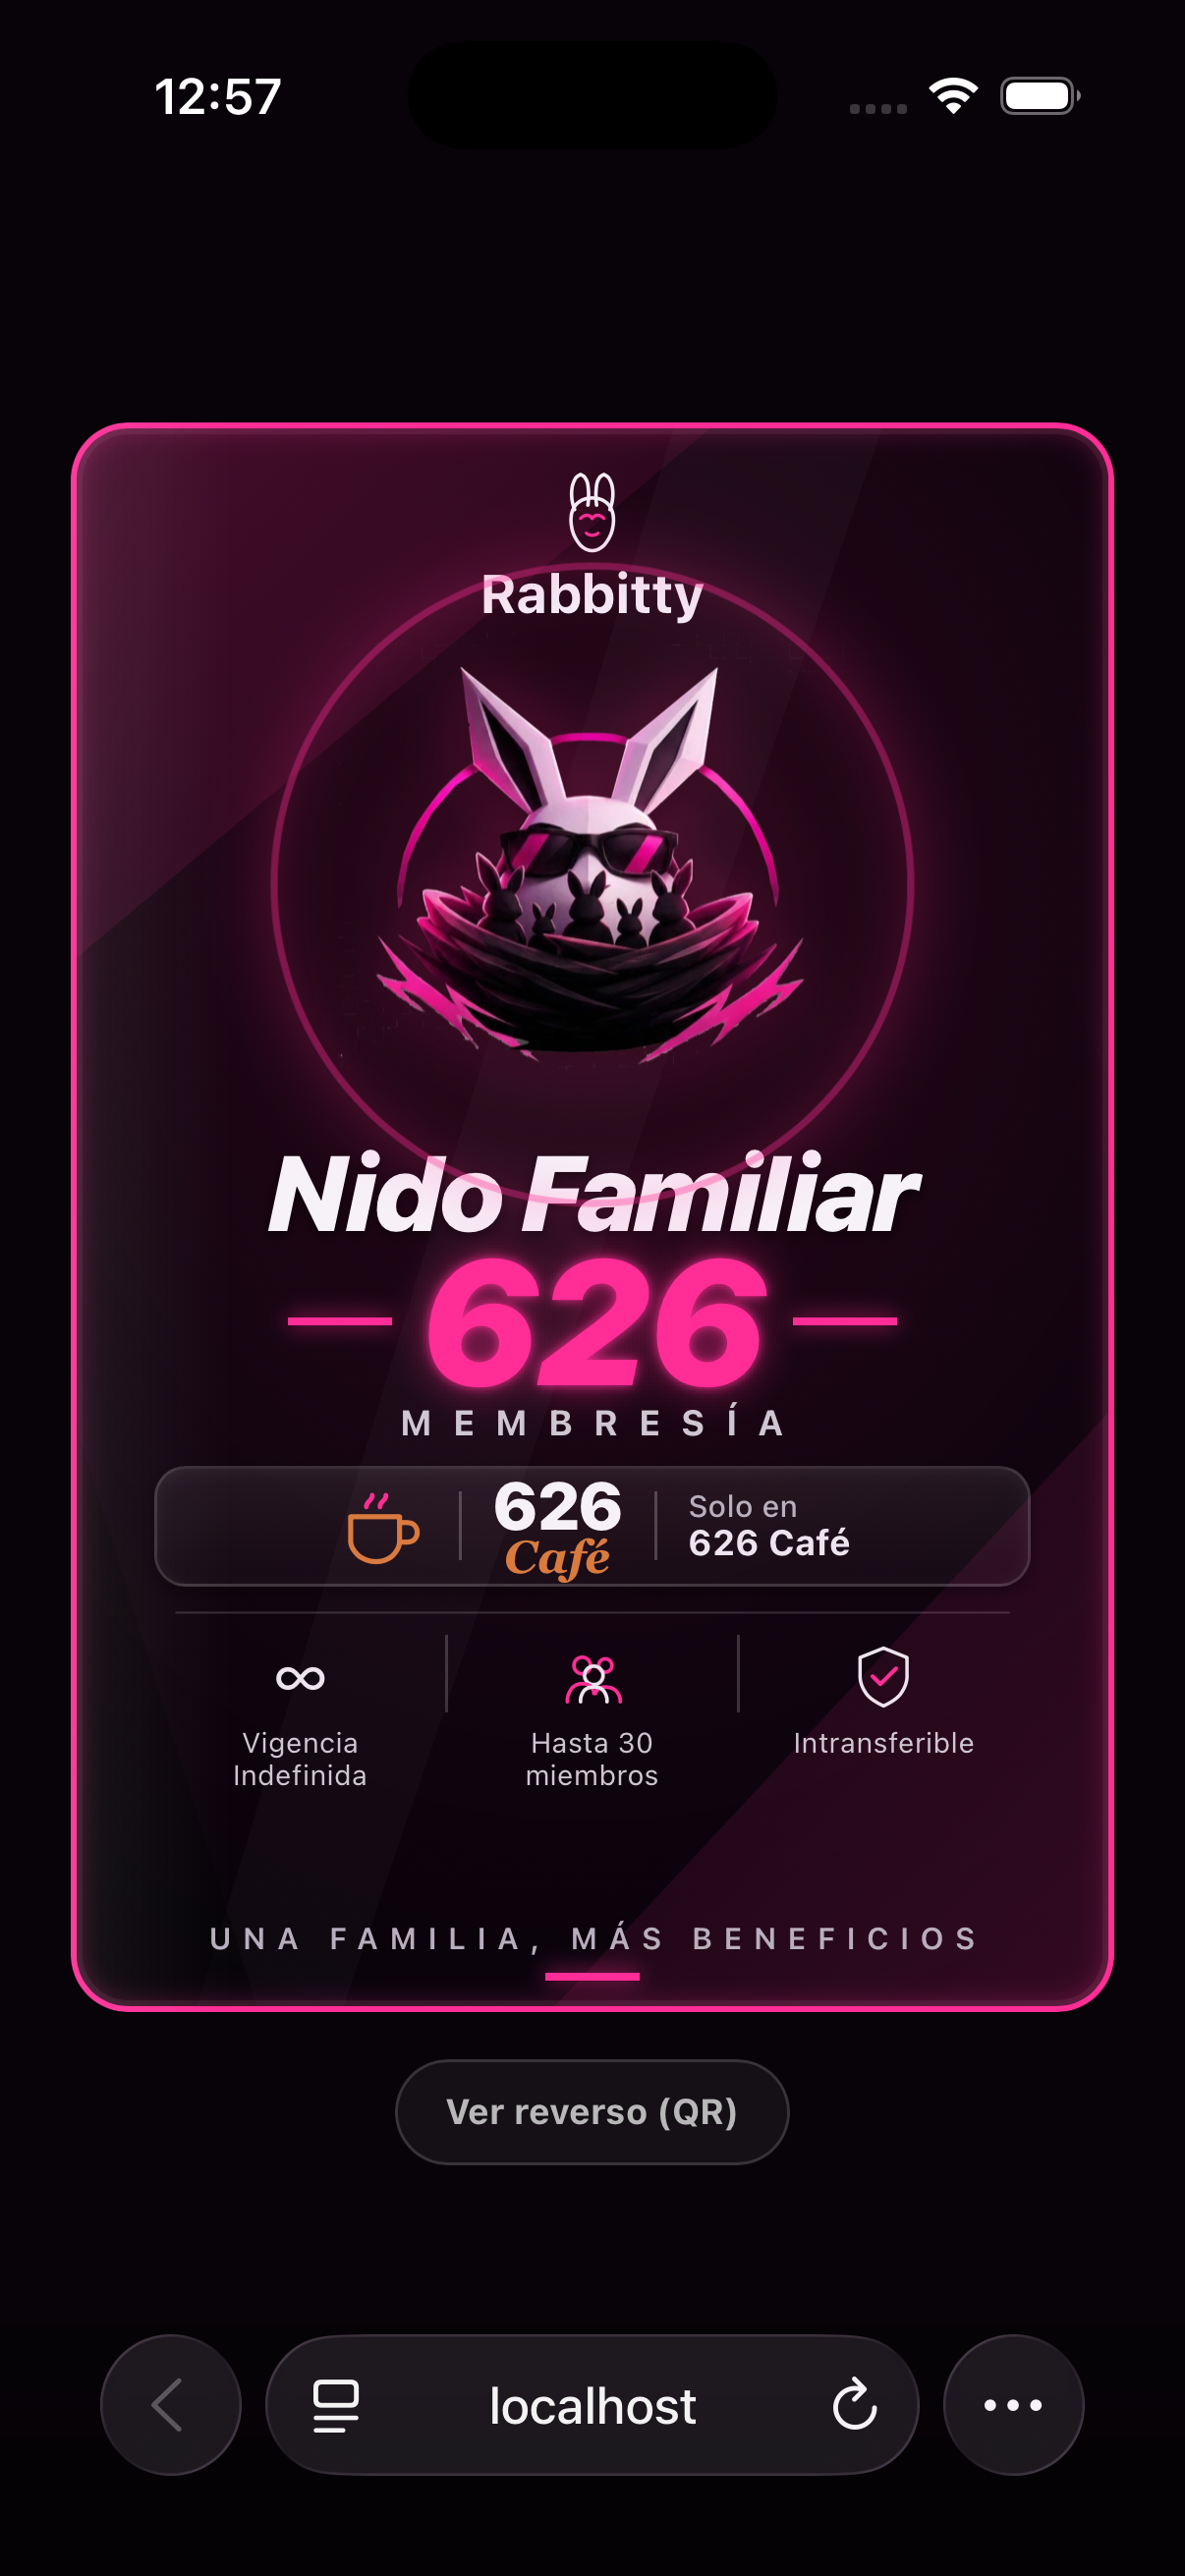 12:57
Rabbitty
Nido Familiar
626
MEMBRESÍA
626
Café
Solo en
626 Café
Vigencia
Indefinida
Hasta 30
miembros
Intransferible
UNA FAMILIA, MÁS BENEFICIOS
Ver reverso (QR)
localhost